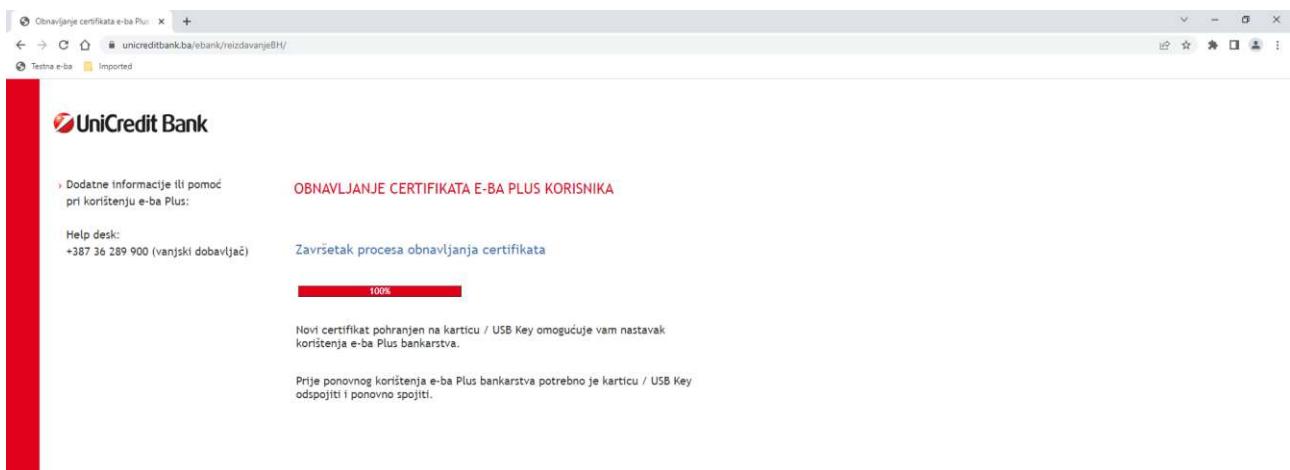 Obnavljanje certifikata e-ba Plus
unicreditbank.ba/ebank/reizdavanjeBH/
Testna e-ba
Imported
UniCredit Bank
› Dodatne informacije ili pomoć
pri korištenju e-ba Plus:
Help desk:
+387 36 289 900 (vanjski dobavljač)
OBNAVLJANJE CERTIFIKATA E-BA PLUS KORISNIKA
Završetak procesa obnavljanja certifikata
100%
Novi certifikat pohranjen na karticu / USB Key omogućuje vam nastavak
korištenja e-ba Plus bankarstva.
Prije ponovnog korištenja e-ba Plus bankarstva potrebno je karticu / USB Key
odspojiti i ponovno spojiti.